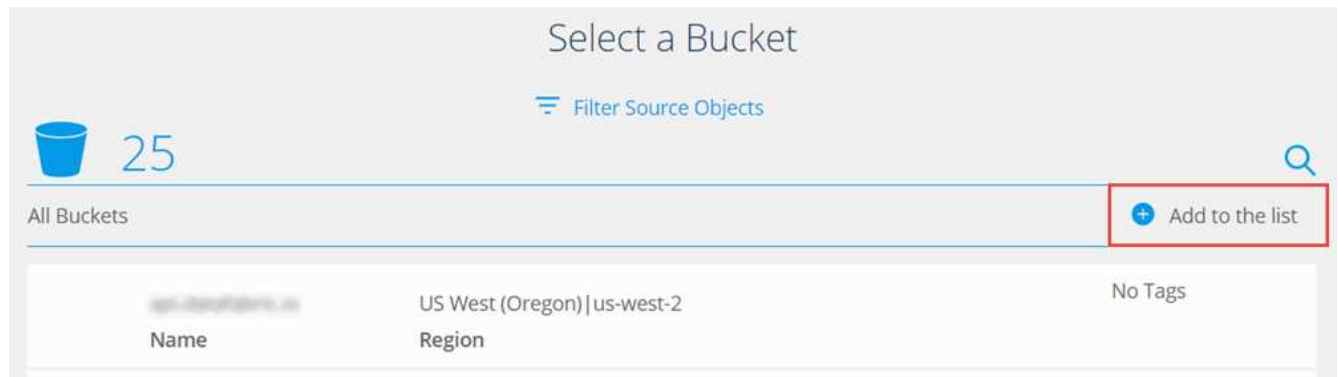 Select a Bucket
Filter Source Objects
25
All Buckets
Add to the list
US West (Oregon)|us-west-2
No Tags
Name
Region